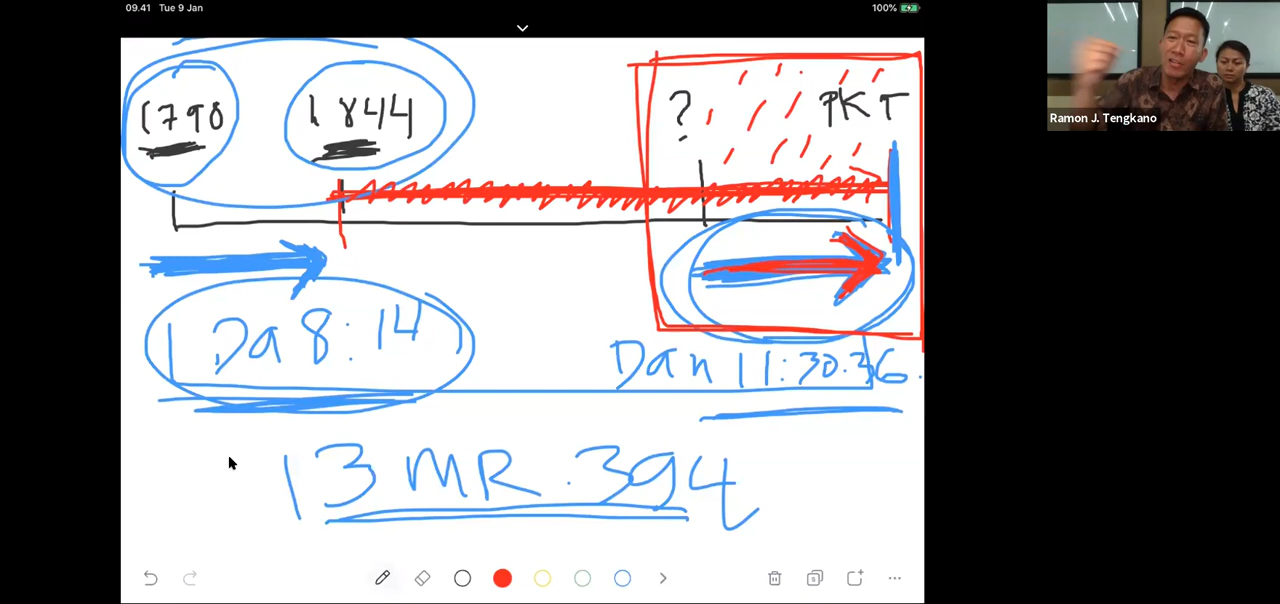 09.41 Tue 9 Jan
100%
Ramon J. Tengkano
1798 1844 ? PKT
Da 8:14
Dan 11:30.36.
13 MR.394